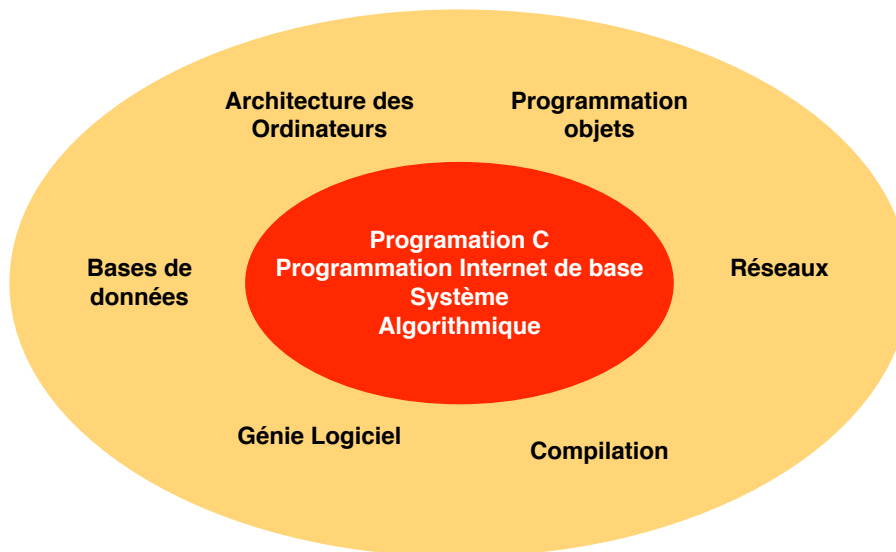 Architecture des
Ordinateurs
Programmation
objets
Programation C
Programmation Internet de base
Système
Algorithmique
Bases de
données
Réseaux
Génie Logiciel
Compilation